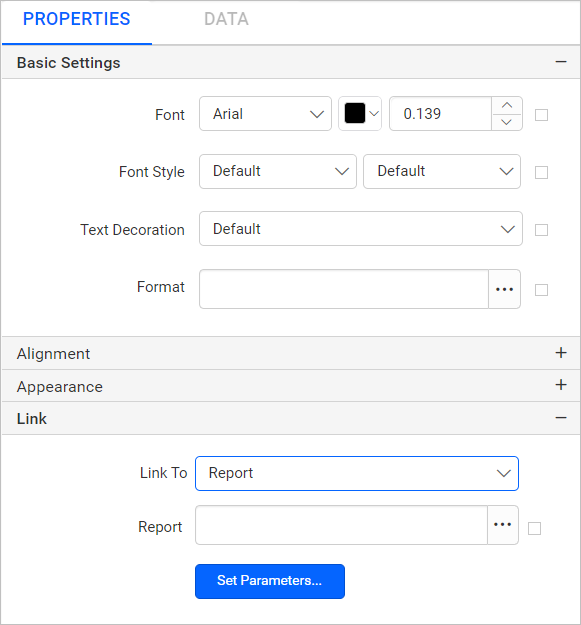 PROPERTIES DATA
Basic Settings
Font Arial 0.139
Font Style Default Default
Text Decoration Default
Format ...
Alignment
Appearance
Link
Link To Report
Report ...
Set Parameters...